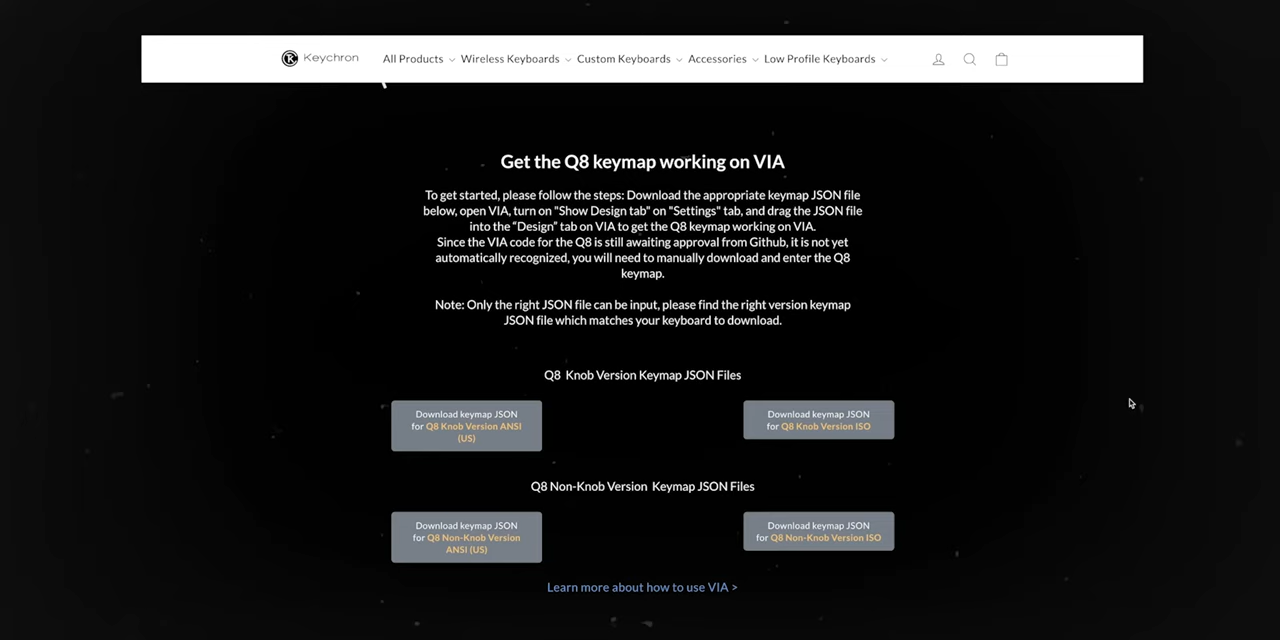 Keychron
All Products Wireless Keyboards Custom Keyboards Accessories Low Profile Keyboards
Get the Q8 keymap working on VIA
To get started, please follow the steps: Download the appropriate keymap JSON file
below, open VIA, turn on "Show Design tab" on "Settings" tab, and drag the JSON file
into the “Design” tab on VIA to get the Q8 keymap working on VIA.
Since the VIA code for the Q8 is still awaiting approval from Github, it is not yet
automatically recognized, you will need to manually download and enter the Q8
keymap.
Note: Only the right JSON file can be input, please find the right version keymap
JSON file which matches your keyboard to download.
Q8 Knob Version Keymap JSON Files
Download keymap JSON
for Q8 Knob Version ANSI
(US)
Download keymap JSON
for Q8 Knob Version ISO
Q8 Non-Knob Version Keymap JSON Files
Download keymap JSON
for Q8 Non-Knob Version
ANSI (US)
Download keymap JSON
for Q8 Non-Knob Version ISO
Learn more about how to use VIA >